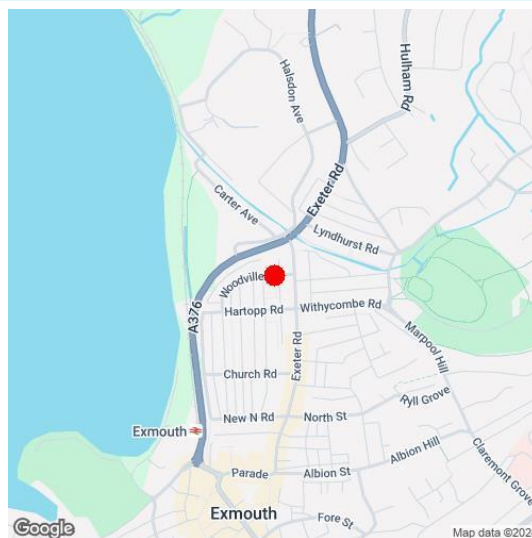 Hulham Rd
Halsdon Ave
Exeter Rd
Carter Ave
Lyndhurst Rd
Woodville
A376
Hartopp Rd
Withycombe Rd
Marpool Hill
Exeter Rd
Church Rd
Ryll Grove
New N Rd
North St
Exmouth
Albion Hill
Claremont Grove
Parade
Albion St
Exmouth
Fore St
Google
Map data ©202